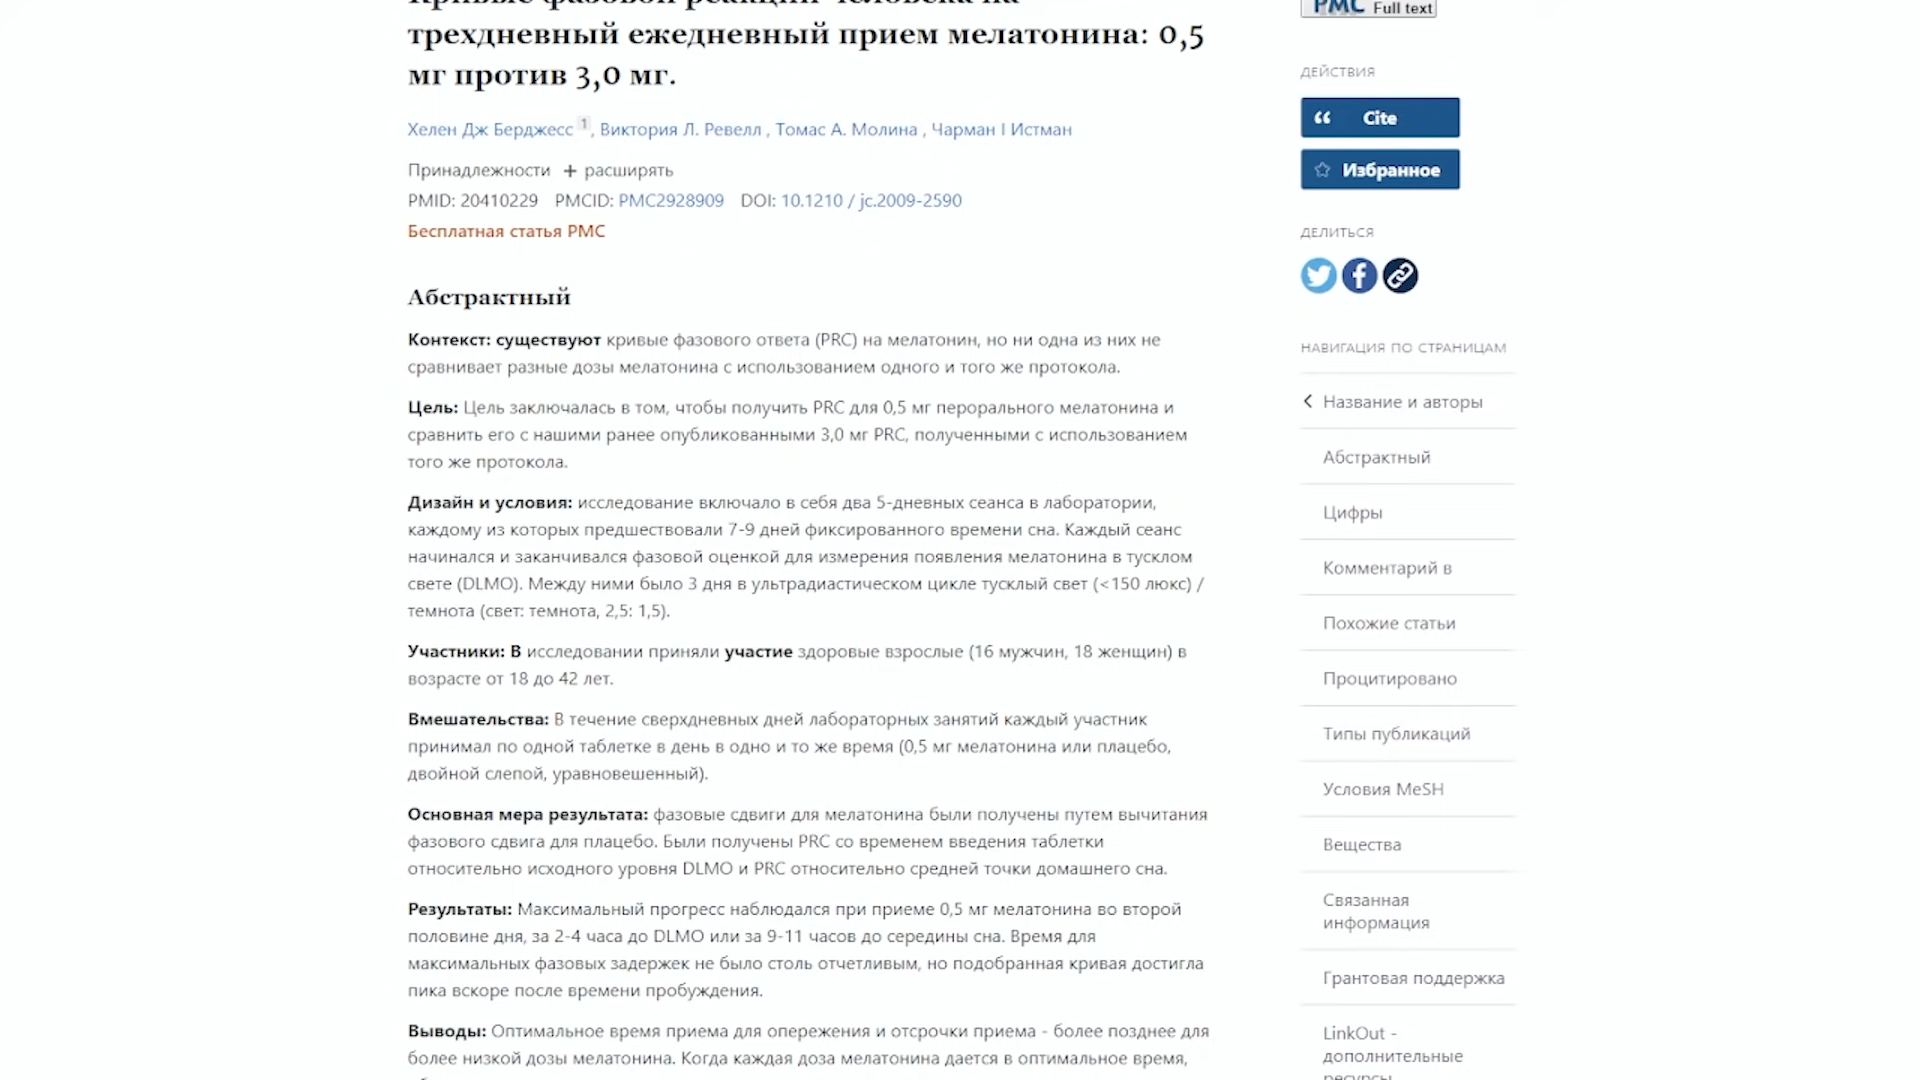 Кривые фазовой реакции человека на
трехдневный ежедневный прием мелатонина: 0,5
мг против 3,0 мг.
Хелен Дж Берджесс 1, Виктория Л. Ревелл , Томас А. Молина , Чарман I Истман
Принадлежности + расширять
PMID: 20410229 PMCID: PMC2928909 DOI: 10.1210 / jc.2009-2590
Бесплатная статья PMC
Абстрактный
Контекст: существуют кривые фазового ответа (PRC) на мелатонин, но ни одна из них не
сравнивает разные дозы мелатонина с использованием одного и того же протокола.
Цель: Цель заключалась в том, чтобы получить PRC для 0,5 мг перорального мелатонина и
сравнить его с нашими ранее опубликованными 3,0 мг PRC, полученными с использованием
того же протокола.
Дизайн и условия: исследование включало в себя два 5-дневных сеанса в лаборатории,
каждому из которых предшествовали 7-9 дней фиксированного времени сна. Каждый сеанс
начинался и заканчивался фазовой оценкой для измерения появления мелатонина в тусклом
свете (DLMO). Между ними было 3 дня в ультрадиастическом цикле тусклый свет (<150 люкс) /
темнота (свет: темнота, 2,5: 1,5).
Участники: В исследовании приняли участие здоровые взрослые (16 мужчин, 18 женщин) в
возрасте от 18 до 42 лет.
Вмешательства: В течение сверхдневных дней лабораторных занятий каждый участник
принимал по одной таблетке в день в одно и то же время (0,5 мг мелатонина или плацебо,
двойной слепой, уравновешенный).
Основная мера результата: фазовые сдвиги для мелатонина были получены путем вычитания
фазового сдвига для плацебо. Были получены PRC со временем введения таблетки
относительно исходного уровня DLMO и PRC относительно средней точки домашнего сна.
Результаты: Максимальный прогресс наблюдался при приеме 0,5 мг мелатонина во второй
половине дня, за 2-4 часа до DLMO или за 9-11 часов до середины сна. Время для
максимальных фазовых задержек не было столь отчетливым, но подобранная кривая достигла
пика вскоре после времени пробуждения.
Выводы: Оптимальное время приема для опережения и отсрочки приема - более позднее для
более низкой дозы мелатонина. Когда каждая доза мелатонина дается в оптимальное время,
PMC Full text
ДЕЙСТВИЯ
Cite
Избранное
ДЕЛИТЬСЯ
НАВИГАЦИЯ ПО СТРАНИЦАМ
Название и авторы
Абстрактный
Цифры
Комментарий в
Похожие статьи
Процитировано
Типы публикаций
Условия MeSH
Вещества
Связанная
информация
Грантовая поддержка
LinkOut -
дополнительные
ресурсы